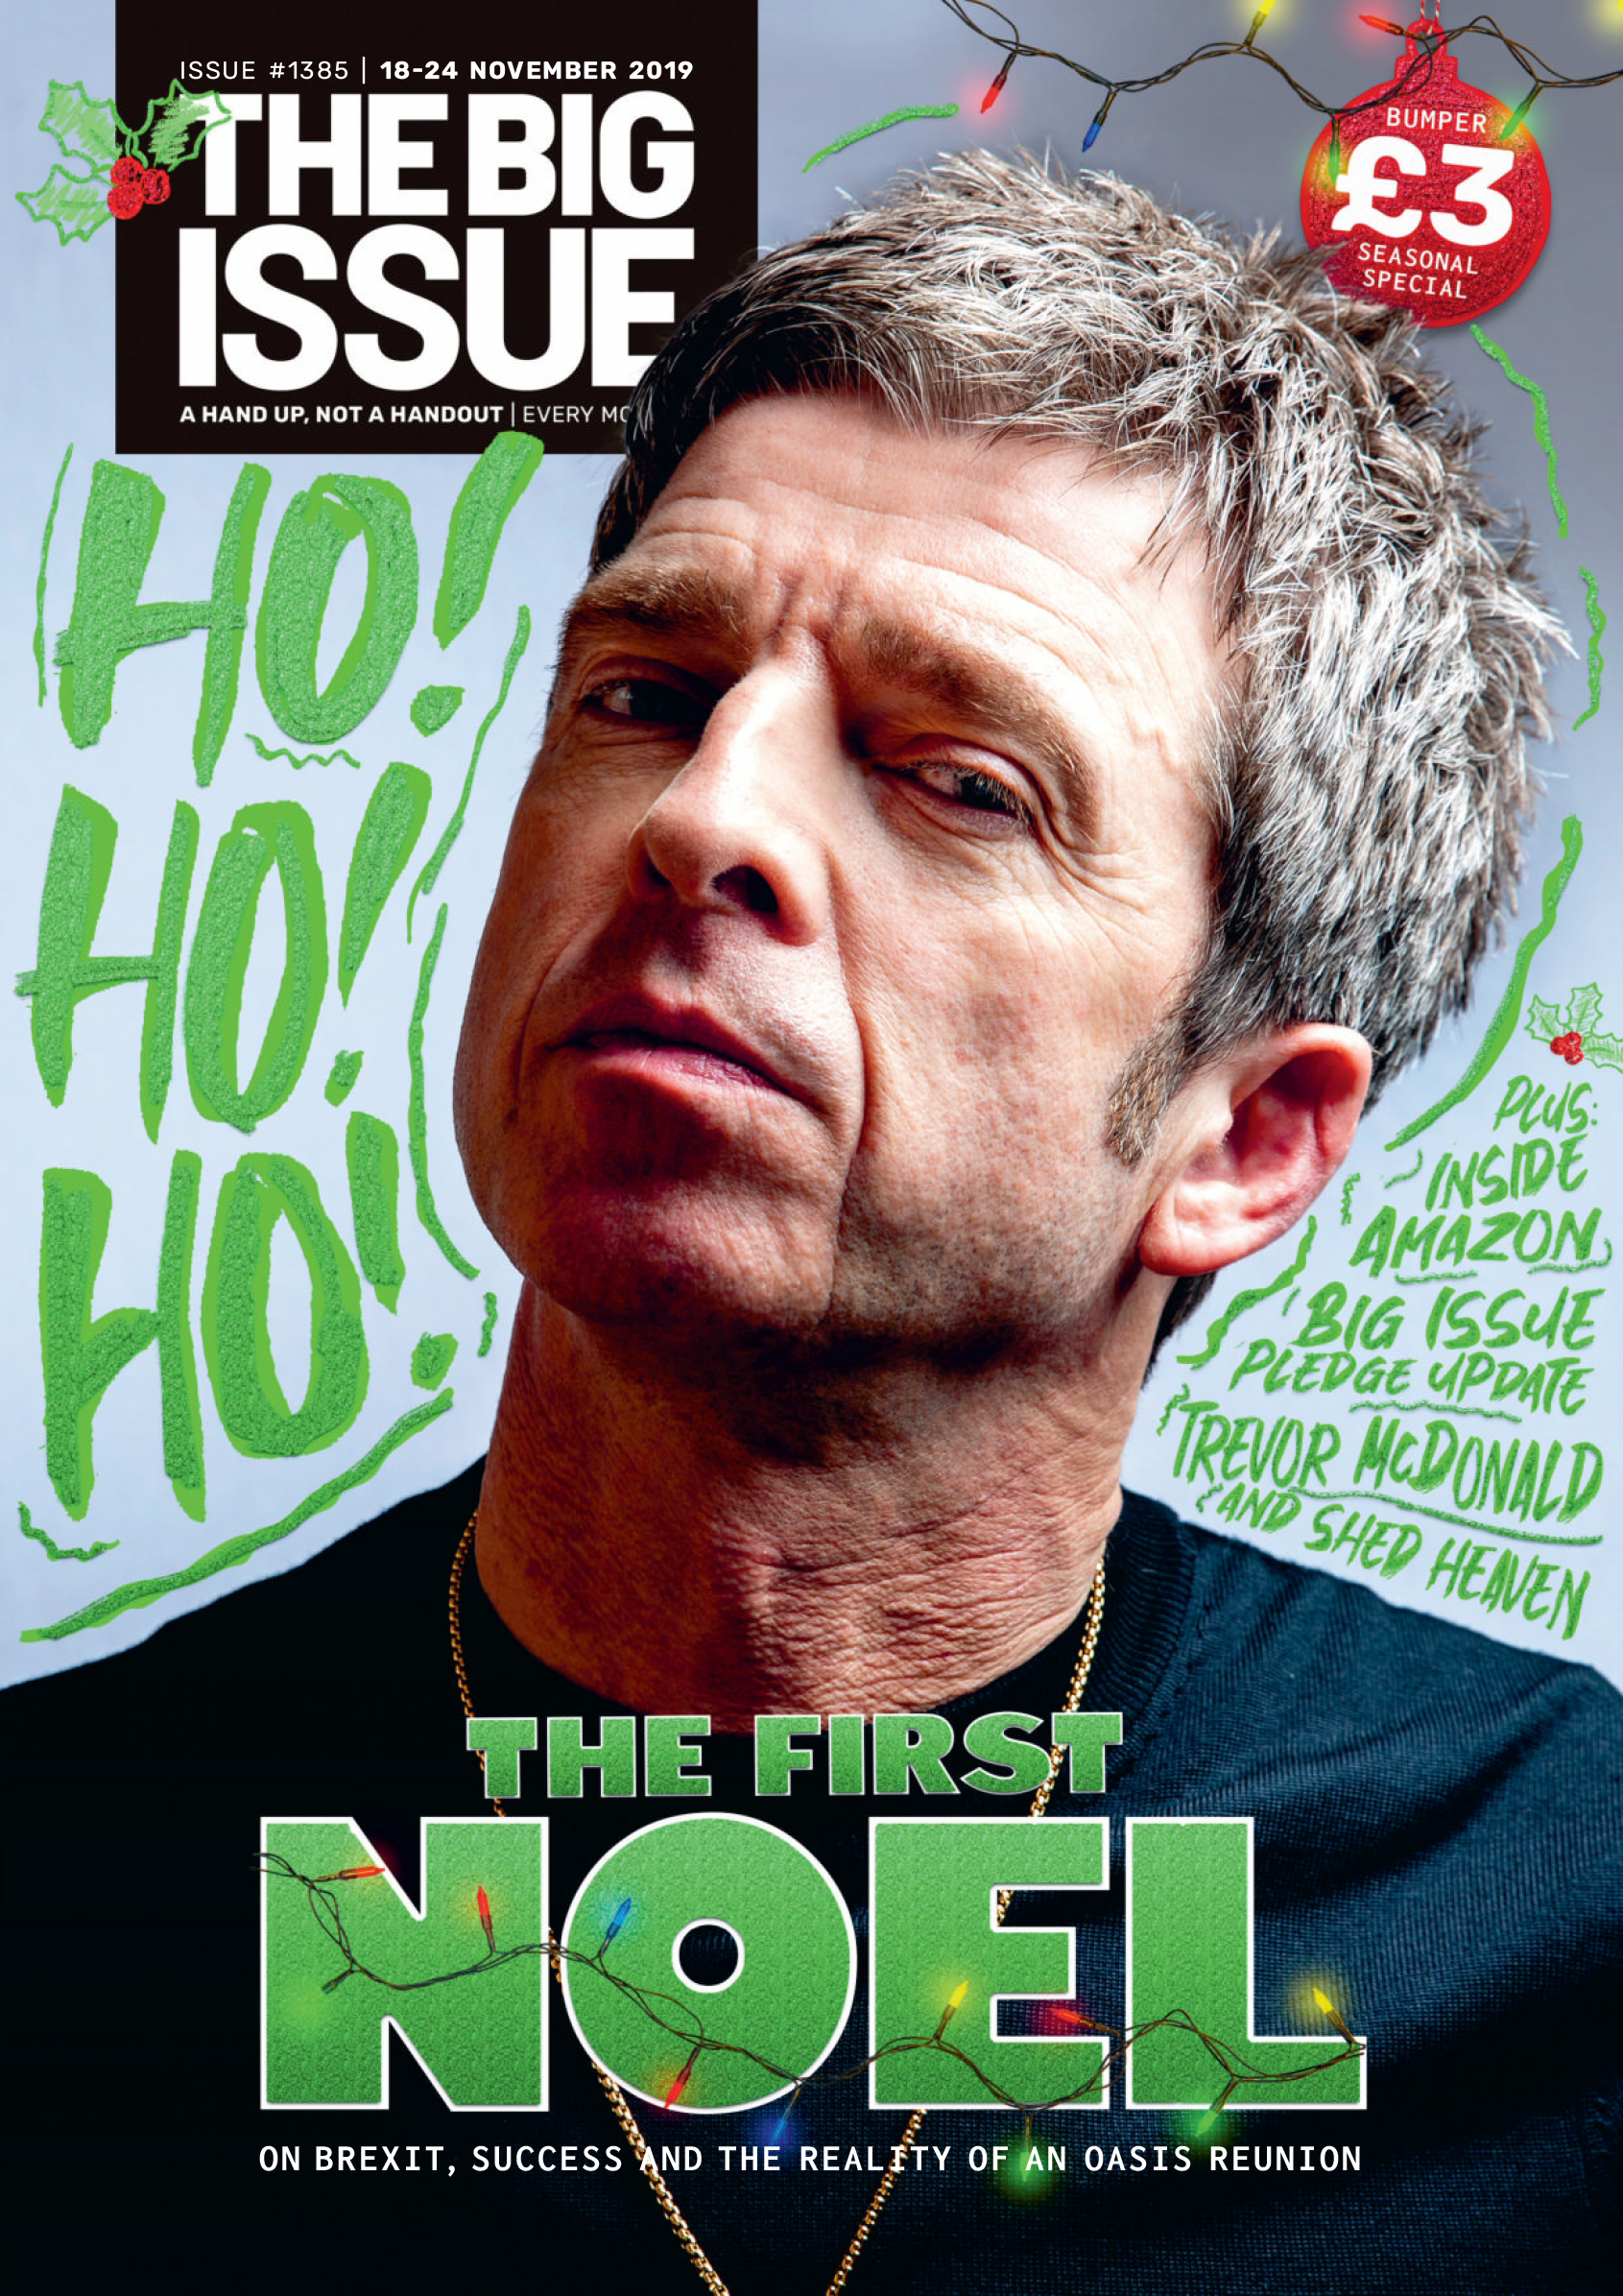 ISSUE #1385 | 18-24 NOVEMBER 2019
THE BIG
ISSUE
A HAND UP, NOT A HANDOUT | EVERY
BUMPER
£3
SEASONAL
SPECIAL
HO!
HO!
HO!
PLUS:
INSIDE
AMAZON
BIG ISSUE
PLEDGE UPDATE
TREVOR McDONALD
AND SHED HEAVEN
THE FIRST
NOEL
ON BREXIT, SUCCESS AND THE REALITY OF AN OASIS REUNION